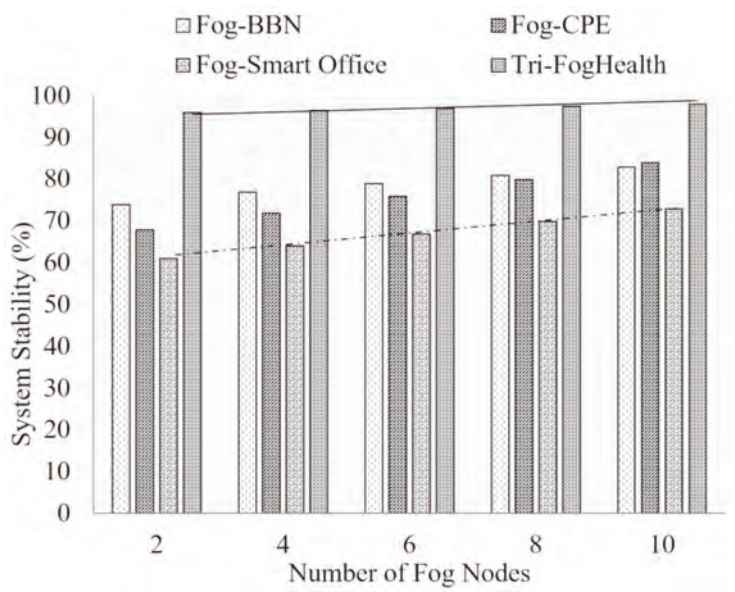 Fog-BBN Fog-CPE
Fog-Smart Office Tri-FogHealth
100
90
80
70
60
50
40
30
20
10
0
System Stability (%)
2 4 6 8 10
Number of Fog Nodes